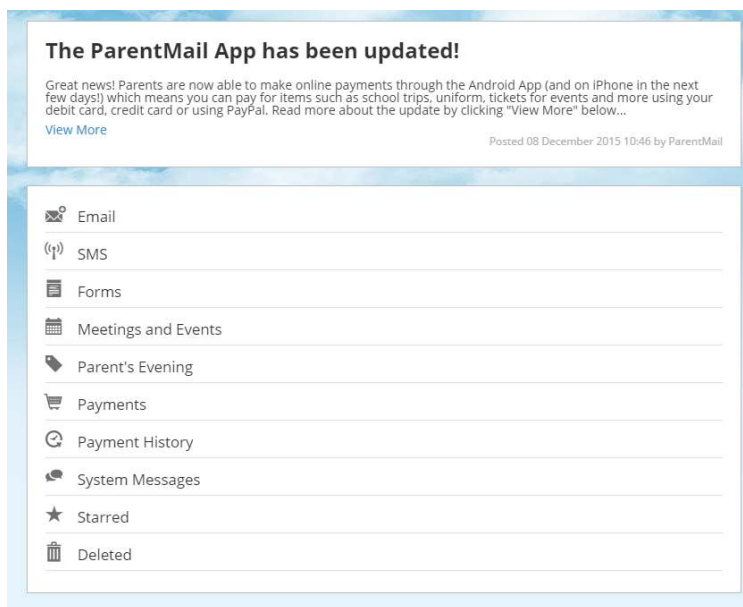 The ParentMail App has been updated!
Great news! Parents are now able to make online payments through the Android App (and on iPhone in the next
few days!) which means you can pay for items such as school trips, uniform, tickets for events and more using your
debit card, credit card or using PayPal. Read more about the update by clicking "View More" below...
View More
Posted 08 December 2015 10:46 by ParentMail
Email
SMS
Forms
Meetings and Events
Parent's Evening
Payments
Payment History
System Messages
Starred
Deleted